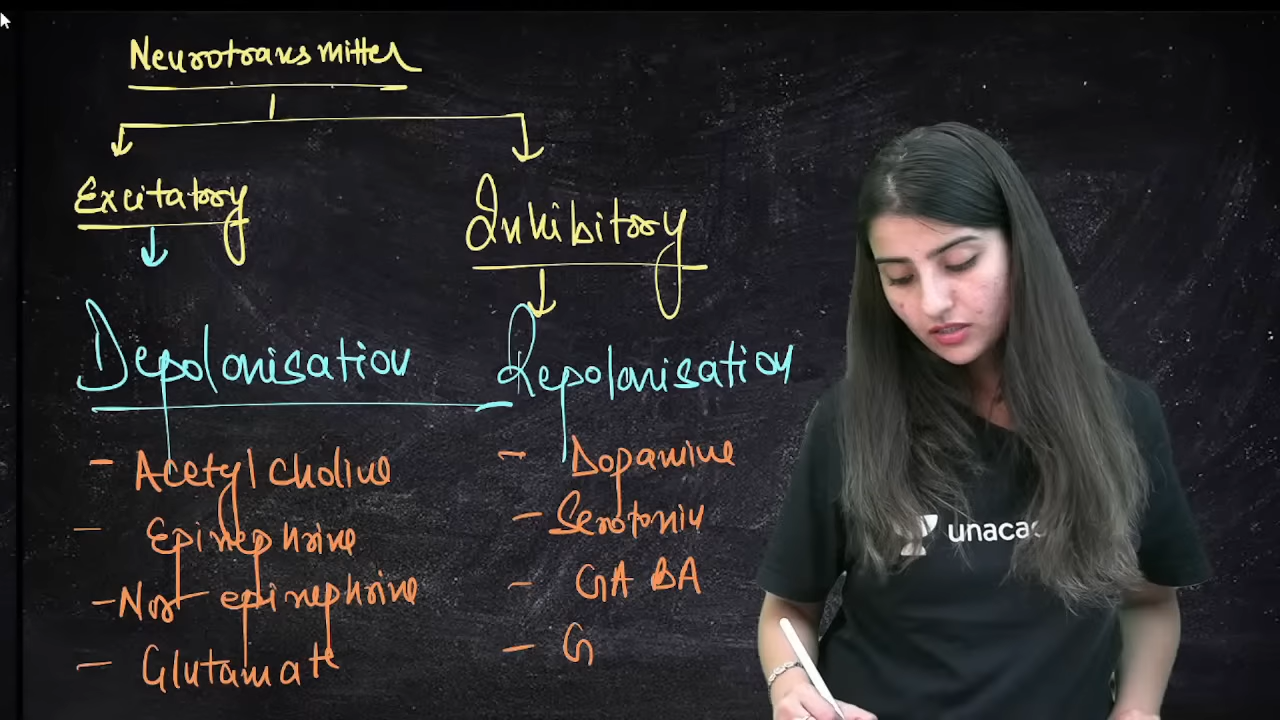 Neurotransmitter
Excitatory
Inhibitory
Depolarisation
Repolarisation
- Acetylcholine
- Epinephrine
- Nor epinephrine
- Glutamate
- Dopamine
- Serotonin
- GABA
- G
unaca